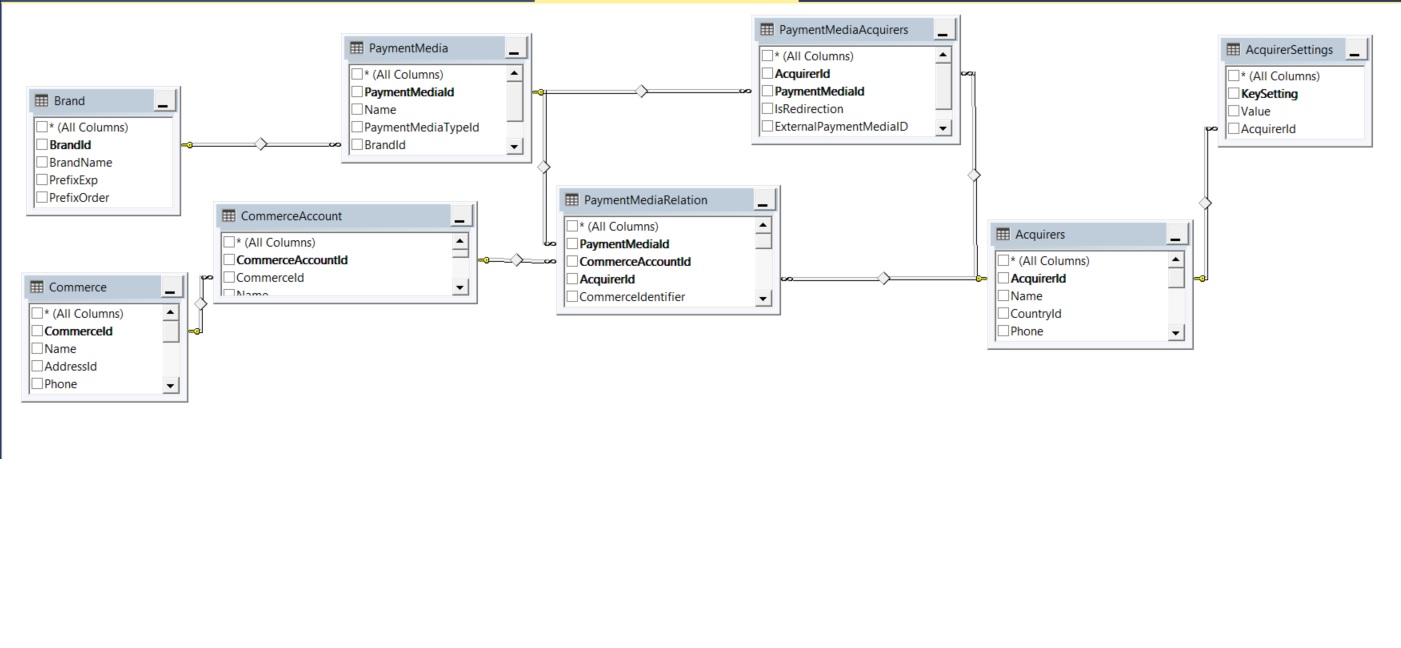 Brand
* (All Columns)
BrandId
BrandName
PrefixExp
PrefixOrder
PaymentMedia
* (All Columns)
PaymentMediaId
Name
PaymentMediaTypeId
BrandId
PaymentMediaAcquirers
* (All Columns)
AcquirerId
PaymentMediaId
IsRedirection
ExternalPaymentMediaID
AcquirerSettings
* (All Columns)
KeySetting
Value
AcquirerId
CommerceAccount
* (All Columns)
CommerceAccountId
CommerceId
Name
PaymentMediaRelation
* (All Columns)
PaymentMediaId
CommerceAccountId
AcquirerId
CommerceIdentifier
Acquirers
* (All Columns)
AcquirerId
Name
CountryId
Phone
Commerce
* (All Columns)
CommerceId
Name
AddressId
Phone